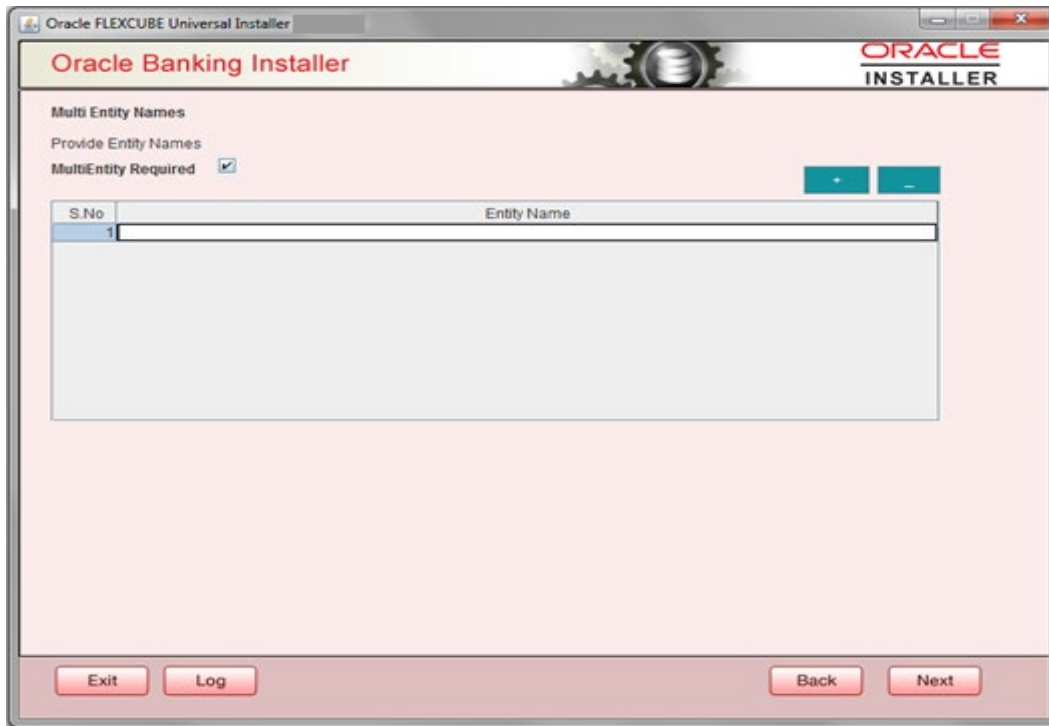 Oracle FLEXCUBE Universal Installer
Oracle Banking Installer
ORACLE
INSTALLER
Multi Entity Names
Provide Entity Names
MultiEntity Required
+ _
S.No Entity Name
1
Exit Log Back Next